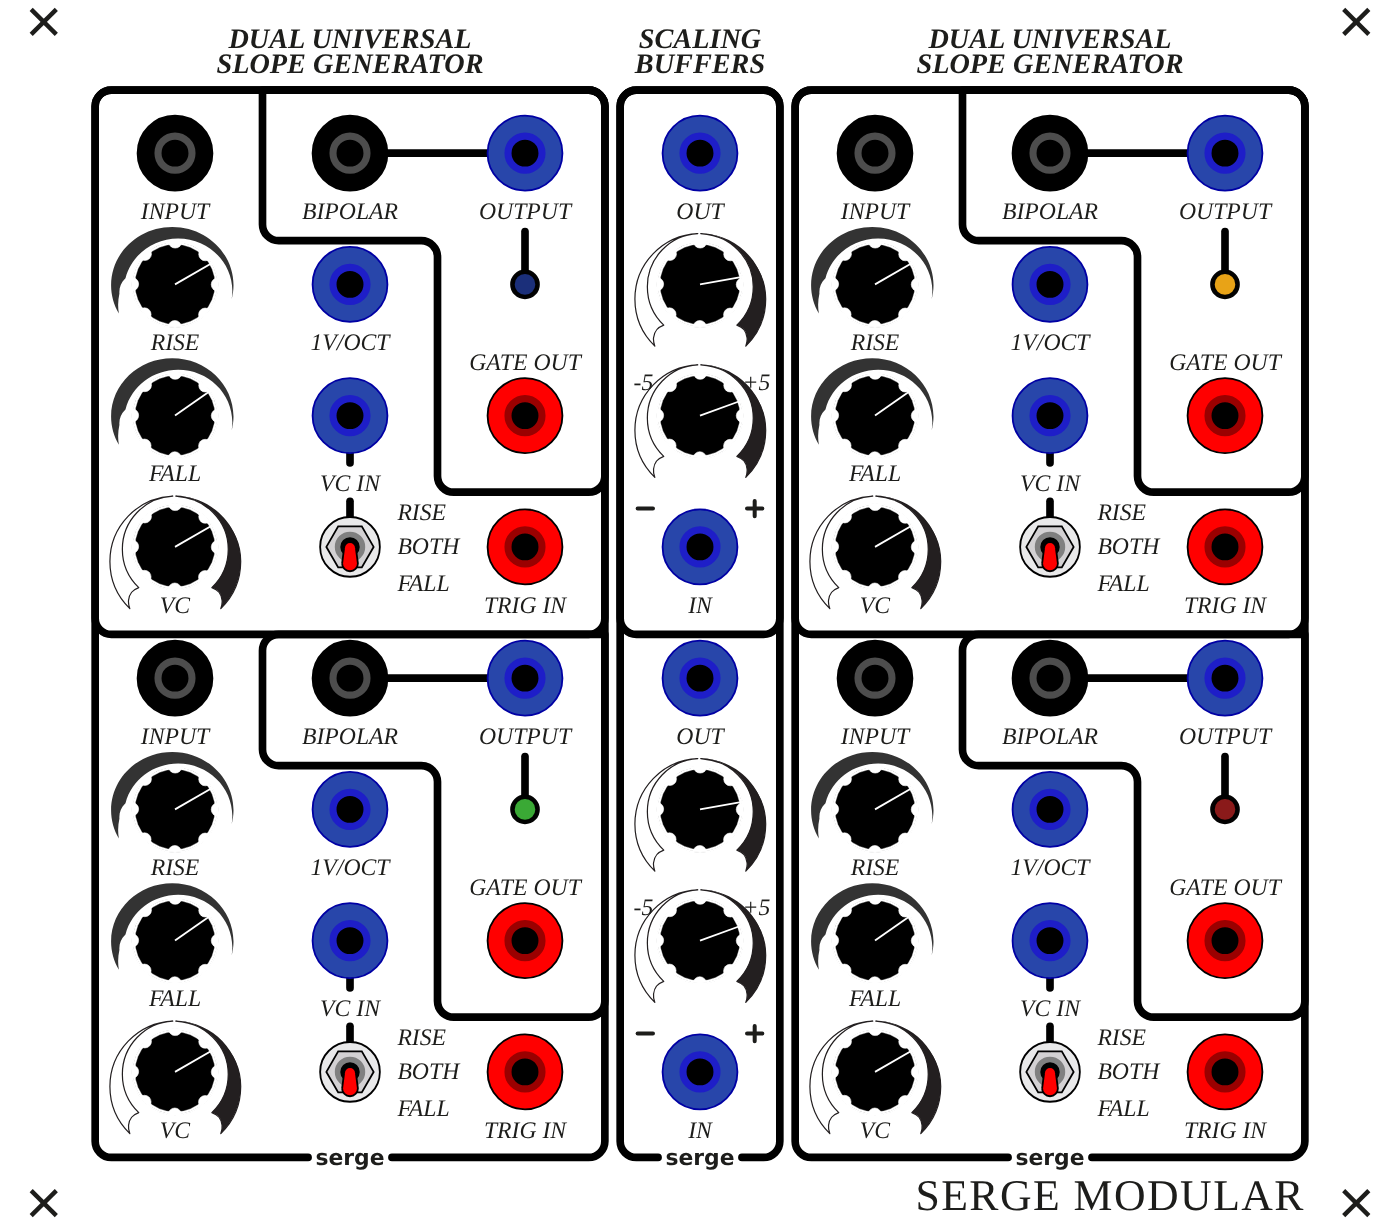 DUAL UNIVERSAL
SLOPE GENERATOR
SCALING
BUFFERS
DUAL UNIVERSAL
SLOPE GENERATOR
INPUT BIPOLAR OUTPUT OUT INPUT BIPOLAR OUTPUT
RISE 1V/OCT RISE 1V/OCT
GATE OUT GATE OUT
-5 +5
FALL VC IN FALL VC IN
RISE − + RISE
BOTH BOTH
FALL FALL
VC TRIG IN IN VC TRIG IN
INPUT BIPOLAR OUTPUT OUT INPUT BIPOLAR OUTPUT
RISE 1V/OCT RISE 1V/OCT
GATE OUT GATE OUT
-5 +5
FALL VC IN FALL VC IN
RISE − + RISE
BOTH BOTH
FALL FALL
VC TRIG IN IN VC TRIG IN
serge serge serge
SERGE MODULAR